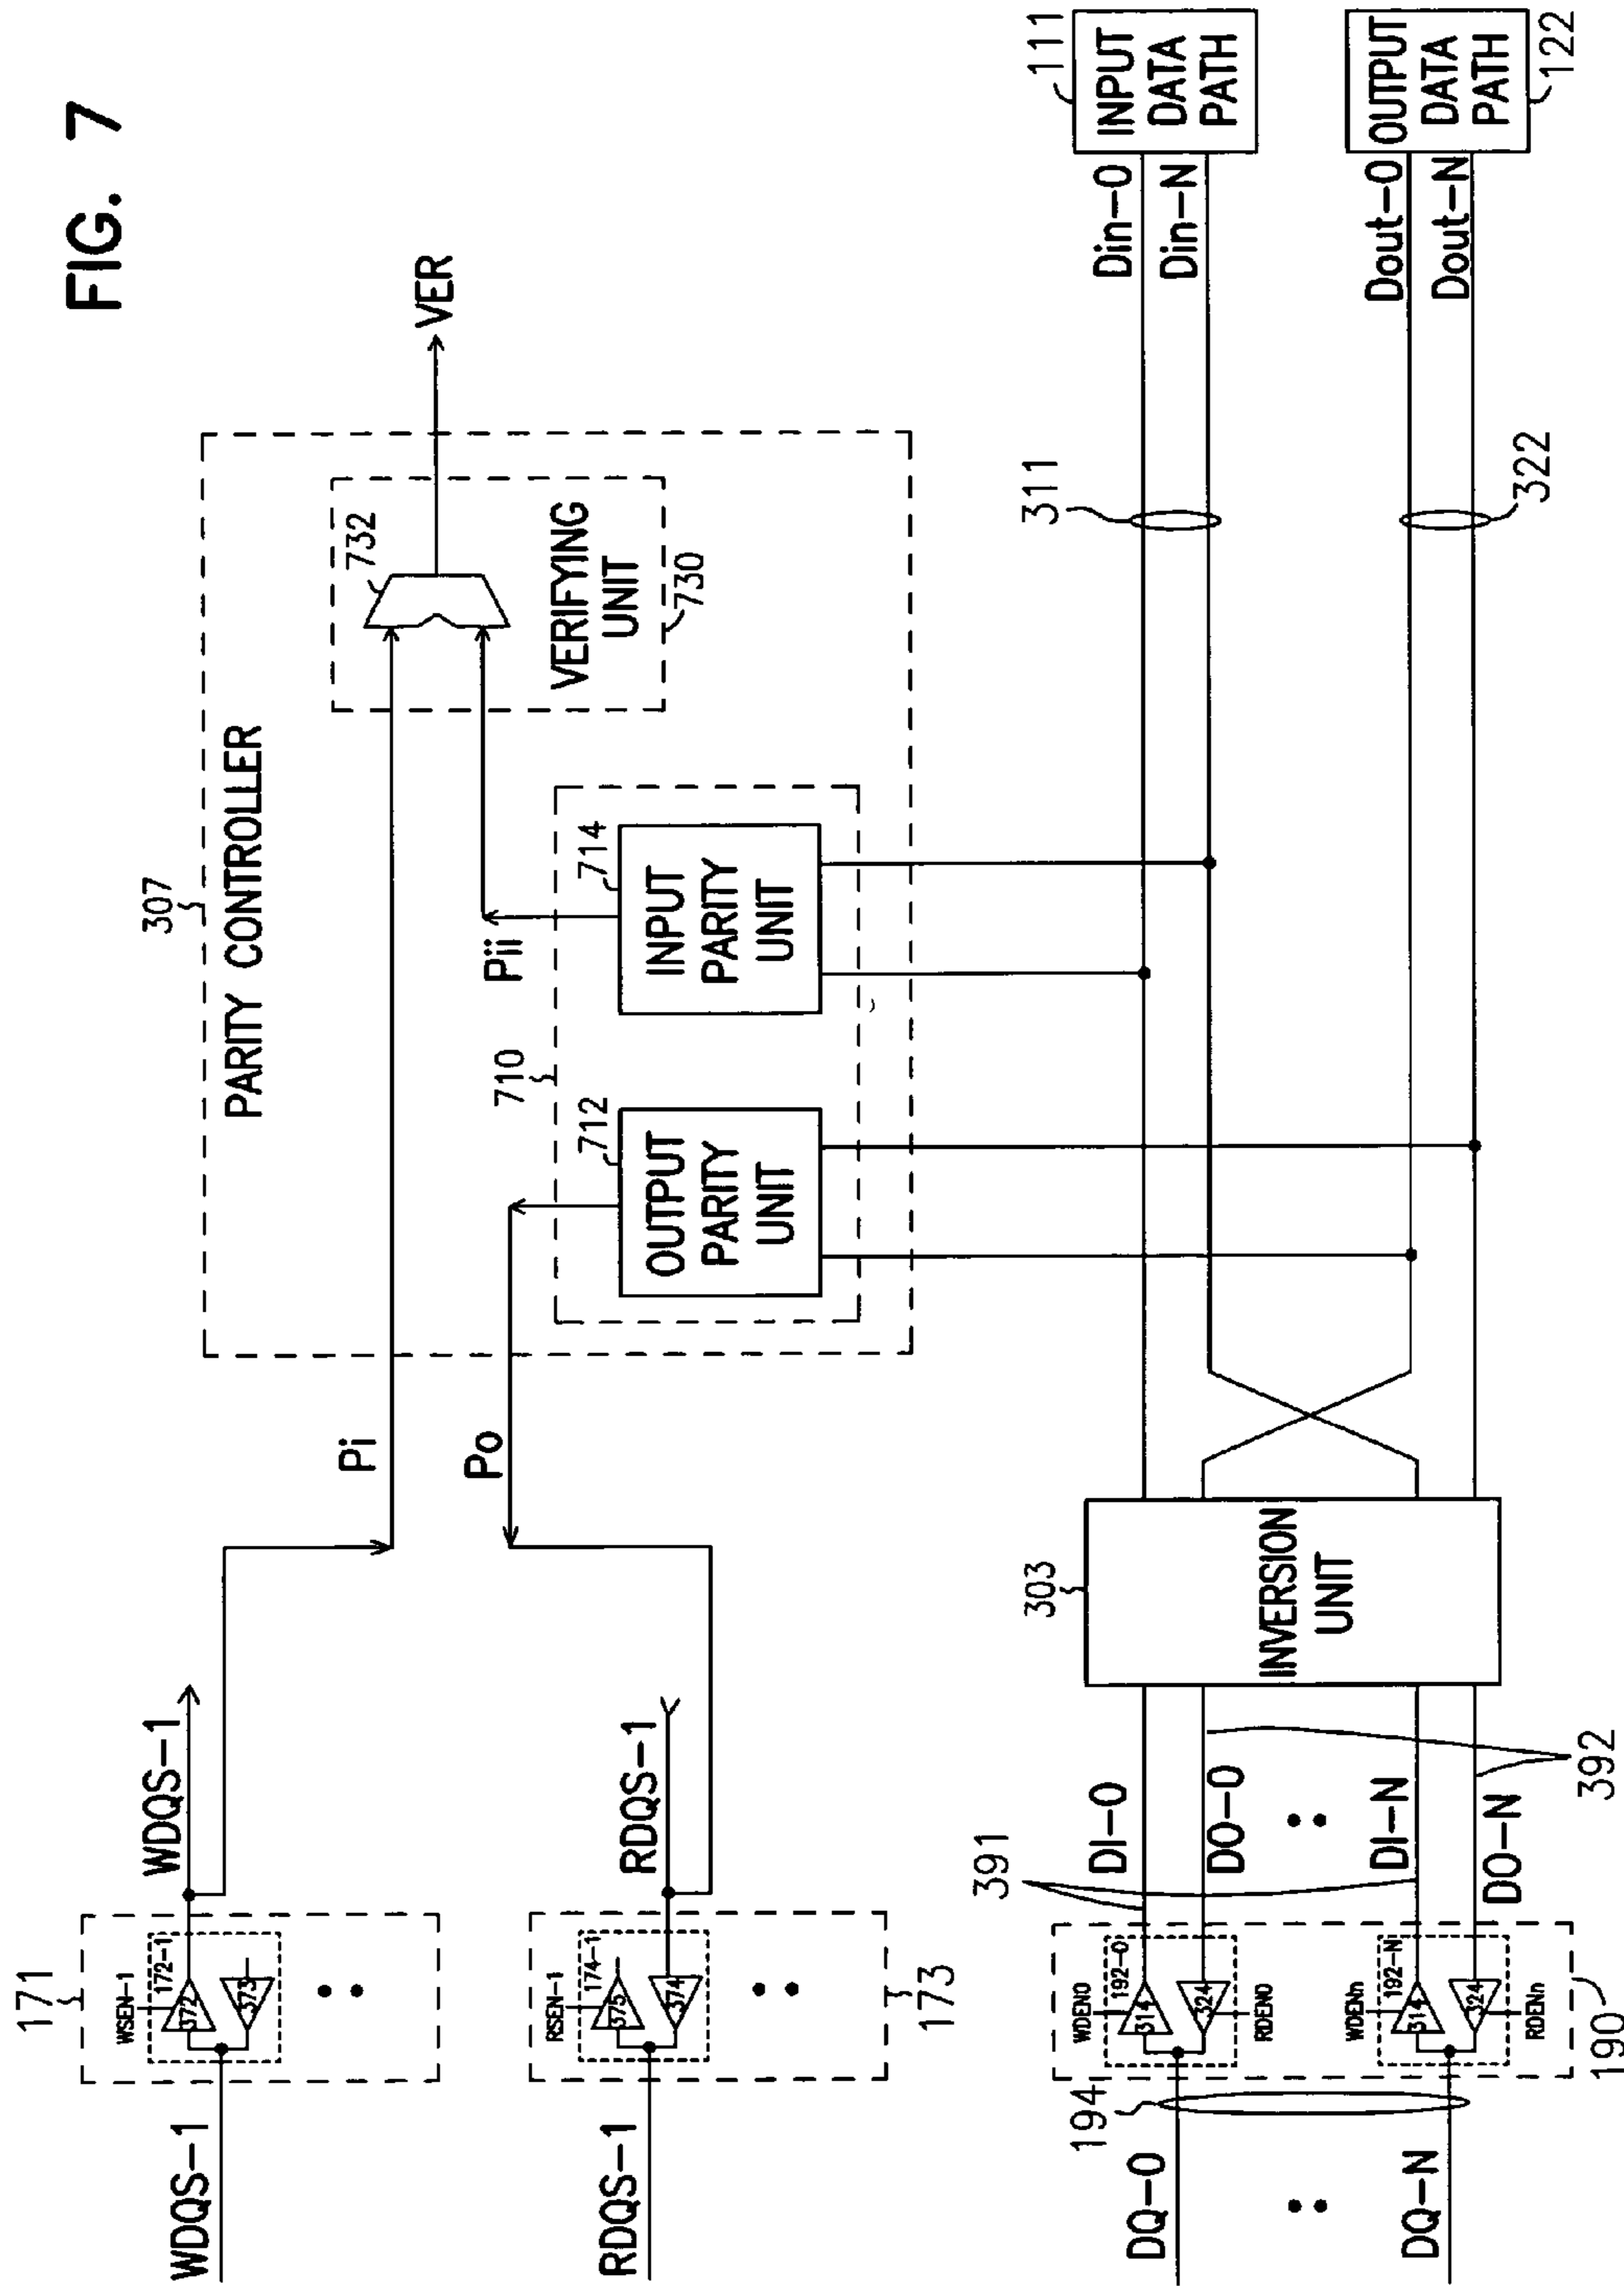 FIG. 7
171
WDQS-1
WSEN-1
172-1
372
373
WDQS-1
Pi
307
PARITY CONTROLLER
732
VERIFYING
UNIT
730
VER
RDQS-1
RSEN-1
174-1
375
374
173
RDQS-1
Po
710
712
OUTPUT
PARITY
UNIT
Pii
714
INPUT
PARITY
UNIT
DQ-0
DQ-N
194
WDEN0
192-0
314
324
RDEN0
WDENn
192-N
314
324
RDENn
190
391
DI-0
DO-0
DI-N
DO-N
392
303
INVERSION
UNIT
311
322
Din-0
Din-N
Dout-0
Dout-N
111
INPUT
DATA
PATH
OUTPUT
DATA
PATH
122